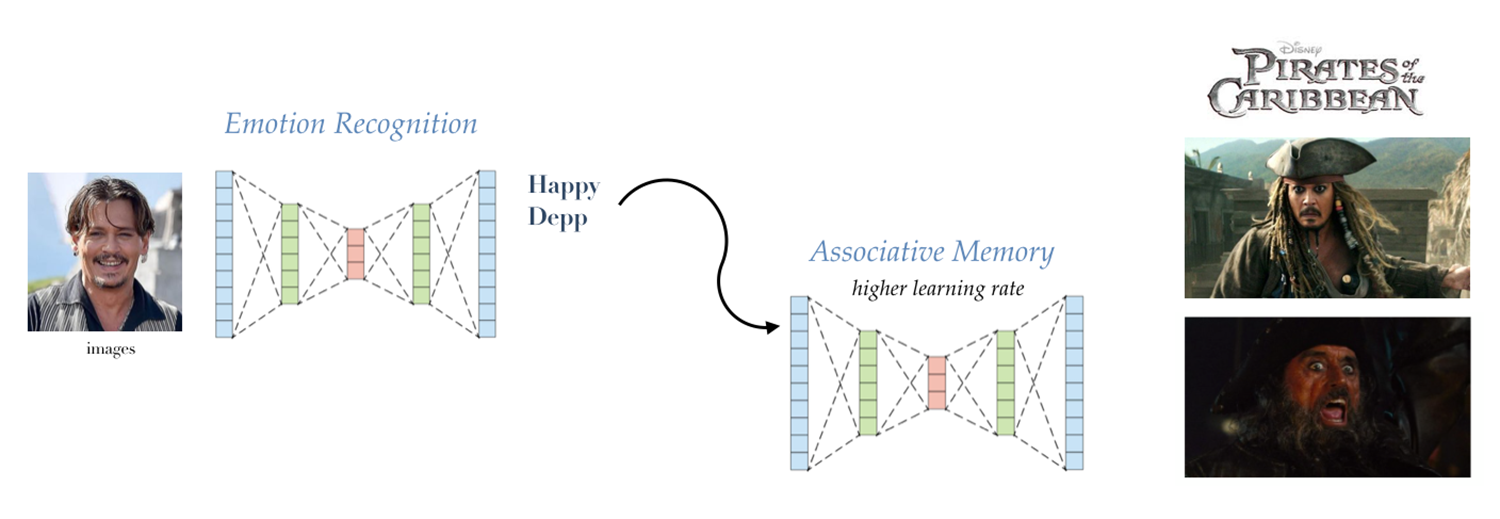 Emotion Recognition
images
Happy
Depp
Associative Memory
higher learning rate
Disney
PIRATES of the
CARIBBEAN